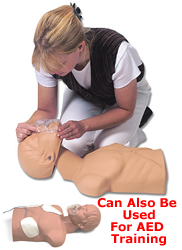 Can Also Be
Used
For AED
Training